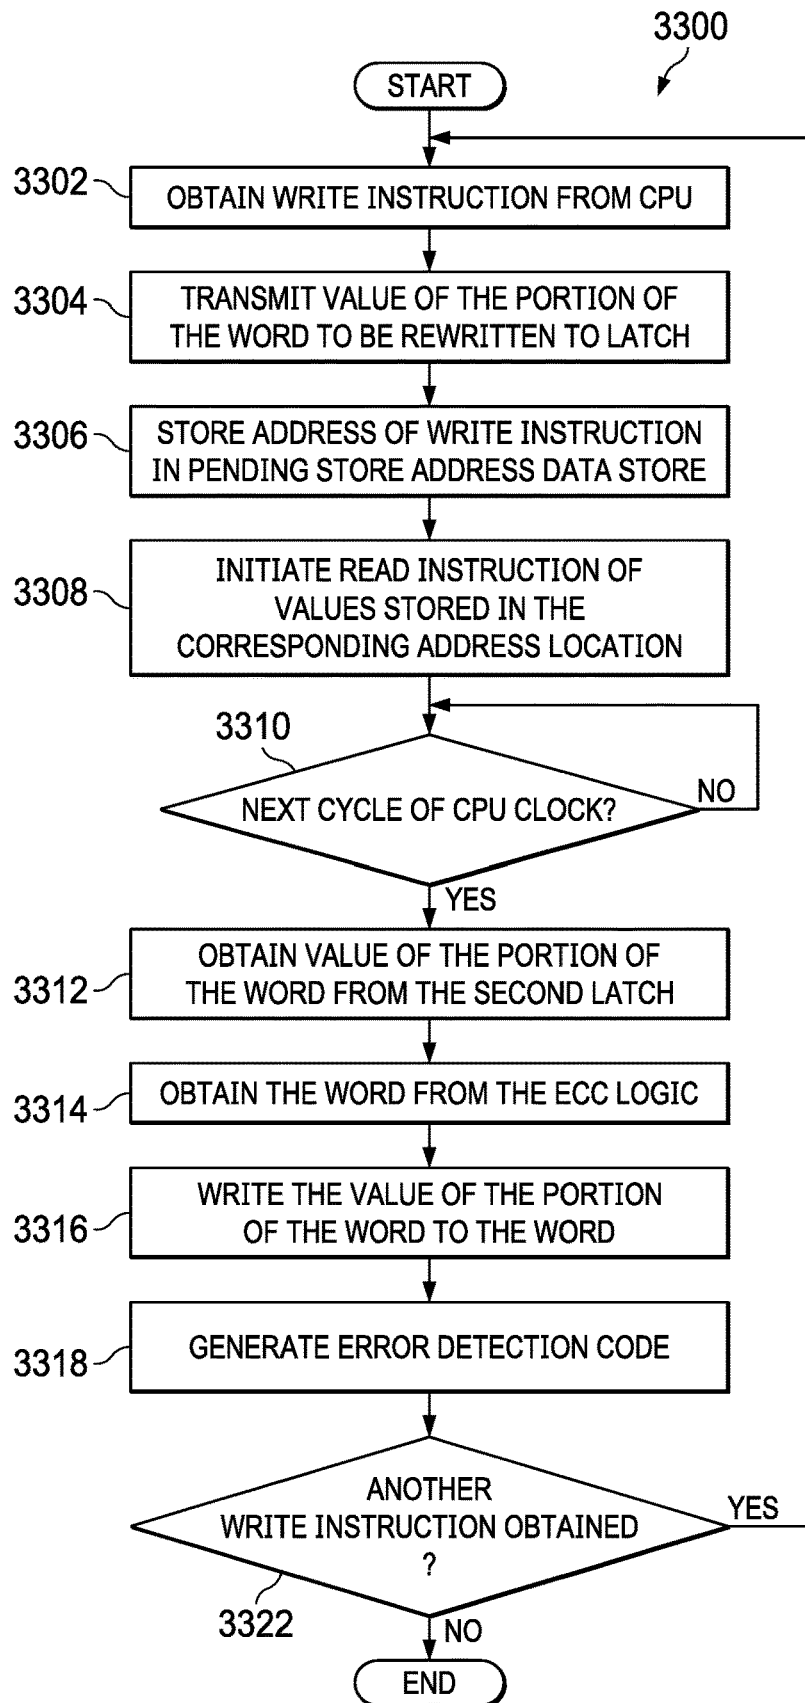 3300
START
3302
OBTAIN WRITE INSTRUCTION FROM CPU
3304
TRANSMIT VALUE OF THE PORTION OF
THE WORD TO BE REWRITTEN TO LATCH
3306
STORE ADDRESS OF WRITE INSTRUCTION
IN PENDING STORE ADDRESS DATA STORE
3308
INITIATE READ INSTRUCTION OF
VALUES STORED IN THE
CORRESPONDING ADDRESS LOCATION
3310
NEXT CYCLE OF CPU CLOCK?
NO
YES
3312
OBTAIN VALUE OF THE PORTION OF
THE WORD FROM THE SECOND LATCH
3314
OBTAIN THE WORD FROM THE ECC LOGIC
3316
WRITE THE VALUE OF THE PORTION
OF THE WORD TO THE WORD
3318
GENERATE ERROR DETECTION CODE
ANOTHER
WRITE INSTRUCTION OBTAINED
?
YES
3322
NO
END